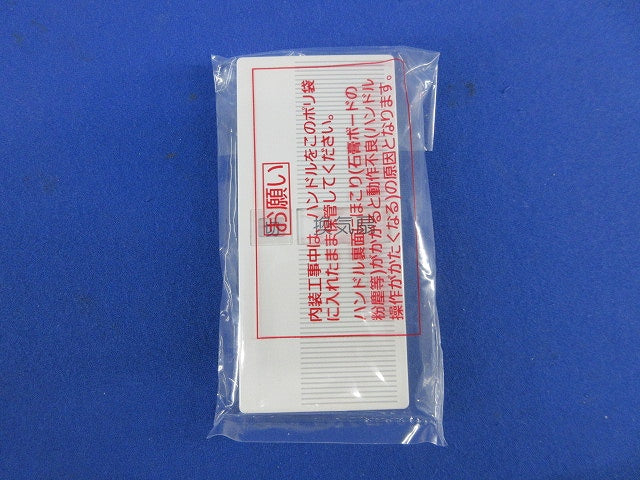 お願い
内装工事中は、ハンドルをこのポリ袋
に入れたまま保管してください。
ハンドル裏面にほこり(石膏ボードの
粉塵等)がかかると動作不良(ハンドル
操作がかたくなる)の原因となります。
換気扇